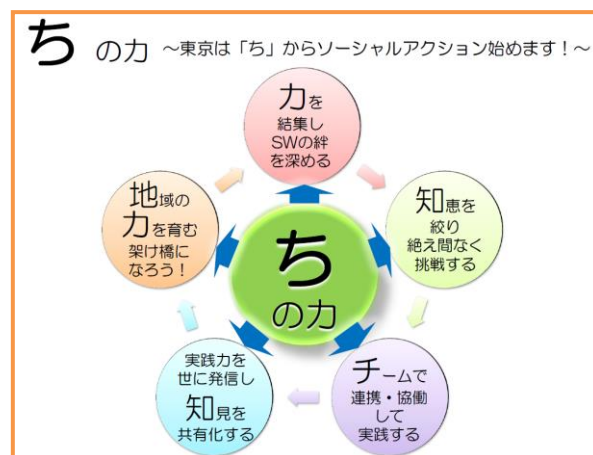 ちの力 ～東京は「ち」からソーシャルアクション始めます！～
力を
結集し
SWの絆
を深める
知恵を
絞り
絶え間なく
挑戦する
チームで
連携・協働
して
実践する
実践力を
世に発信し
知見を
共有化する
地域の
力を育む
架け橋に
なろう！
ち
の力